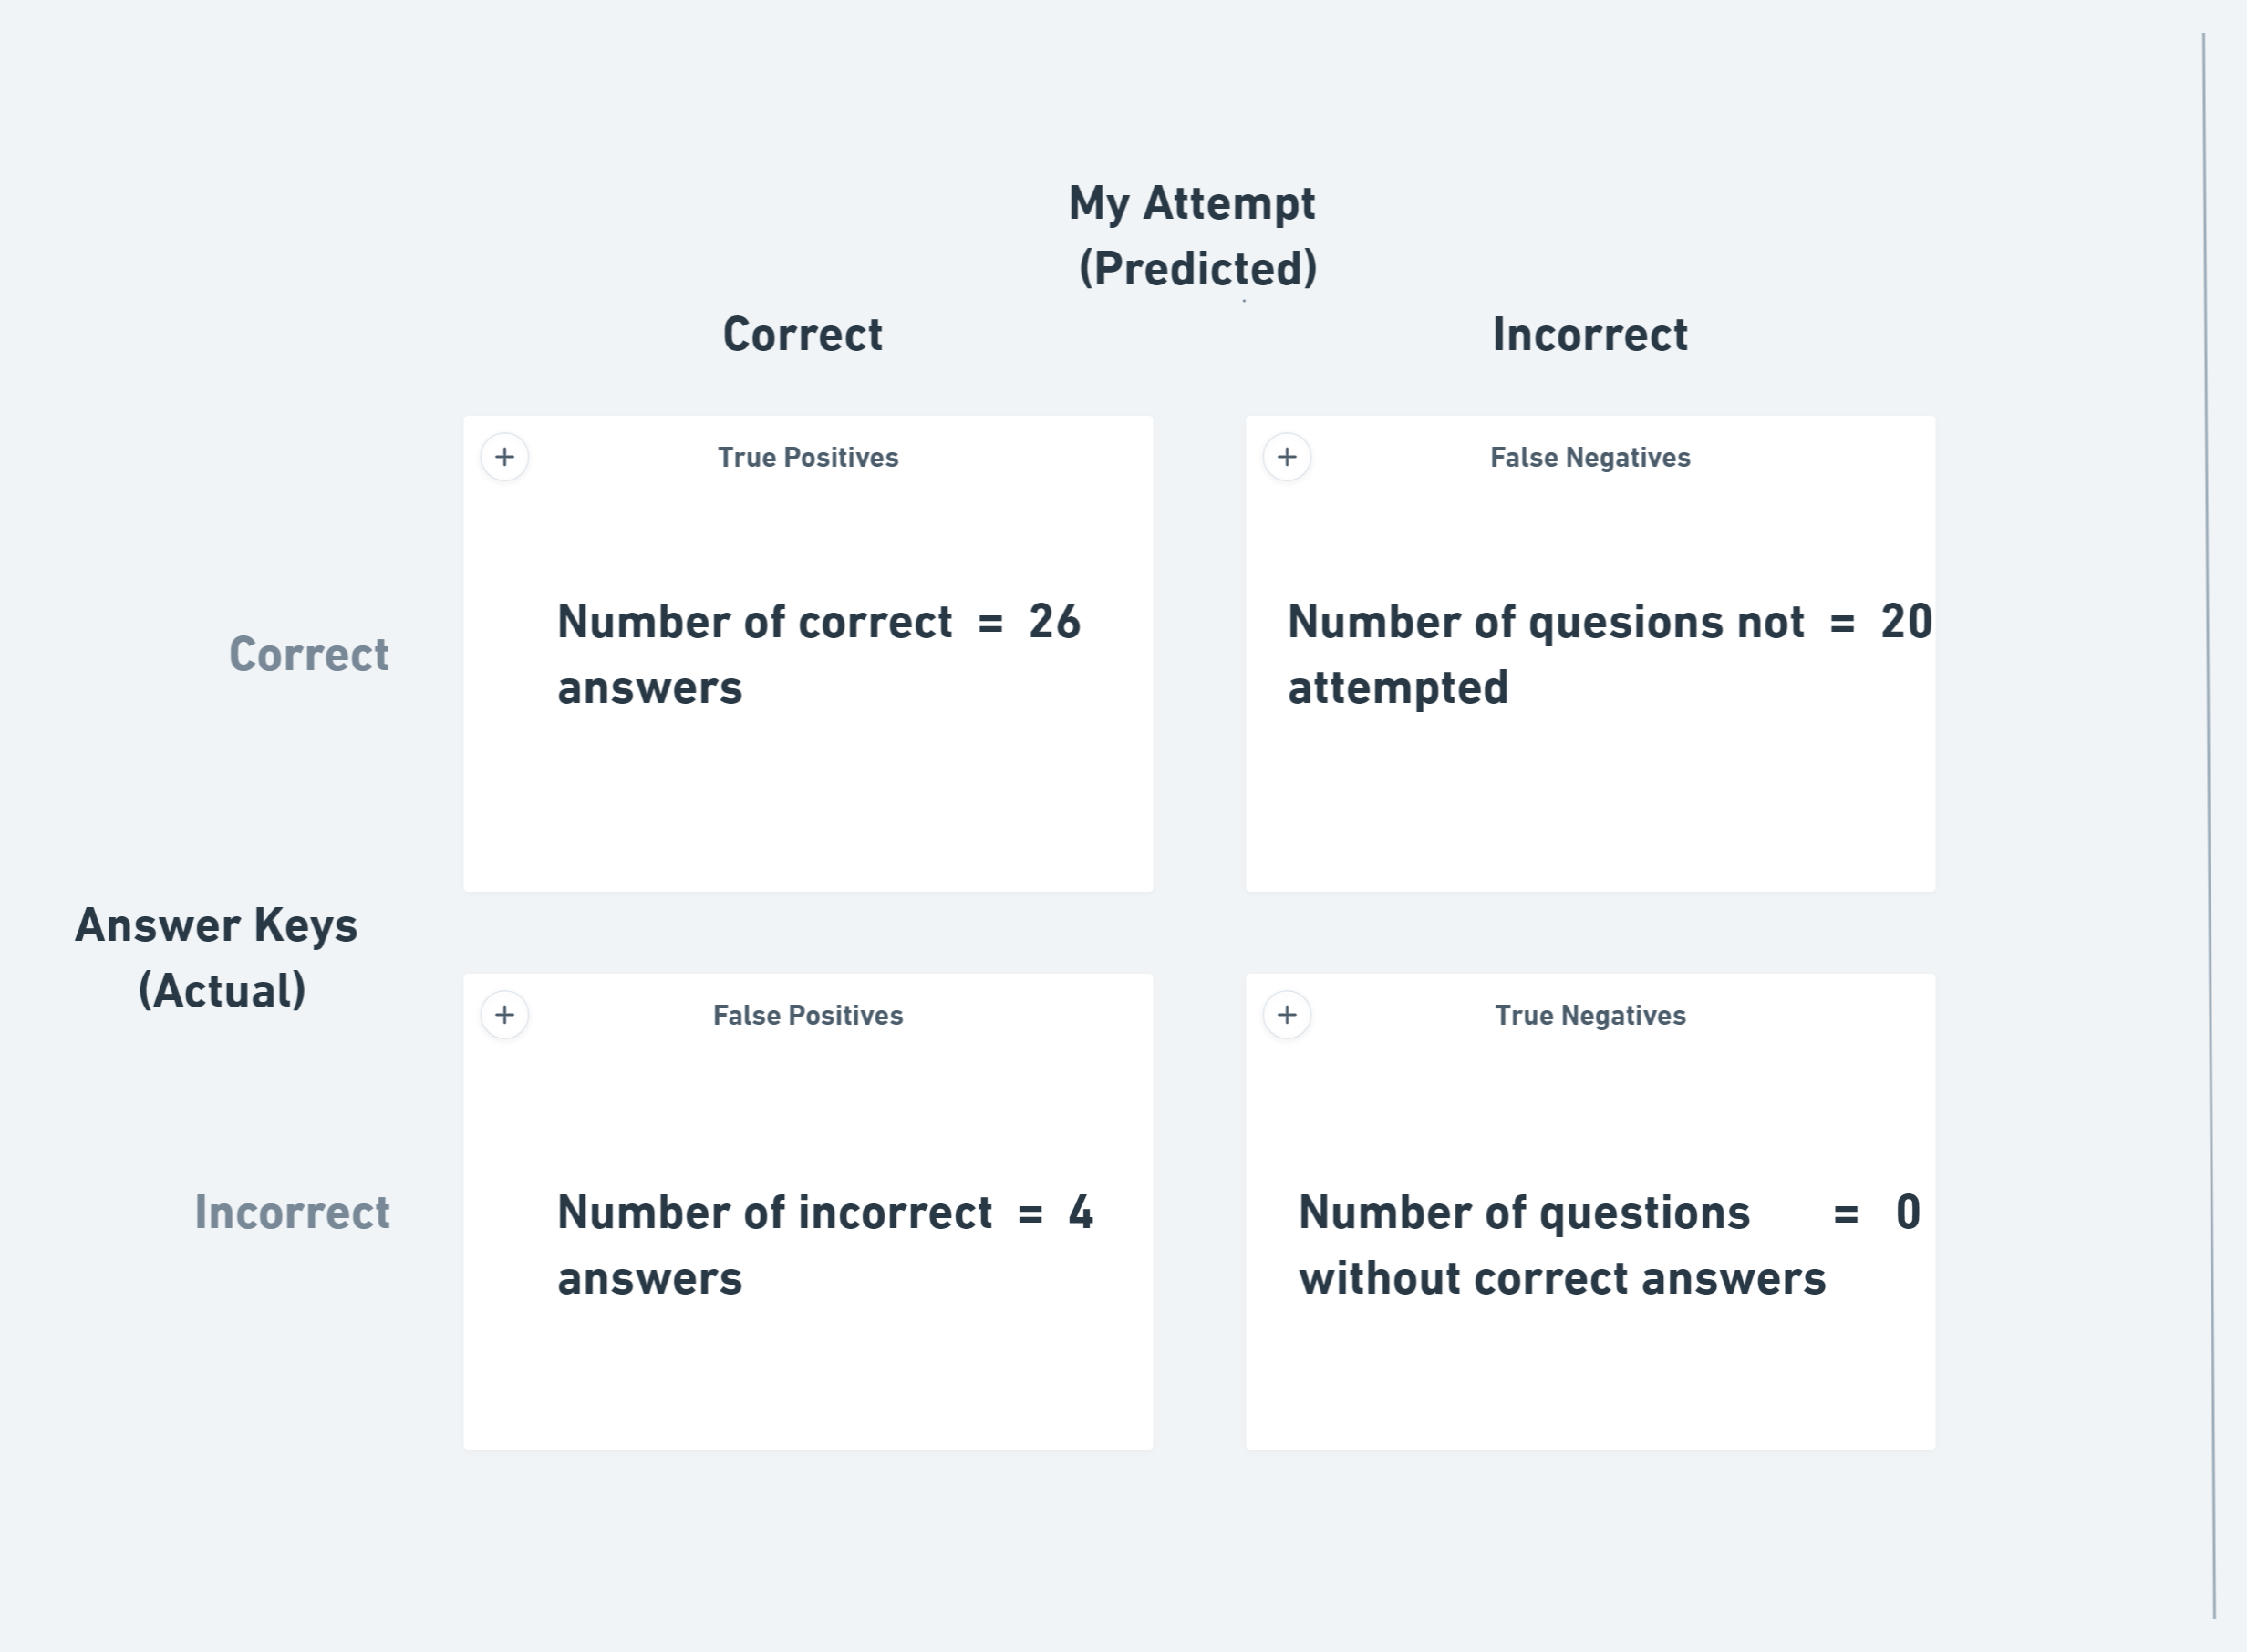 My Attempt
(Predicted)
Correct
Incorrect
True Positives
False Negatives
Number of correct = 26
answers
Number of quesions not = 20
attempted
Correct
Answer Keys
(Actual)
False Positives
True Negatives
Incorrect
Number of incorrect = 4
answers
Number of questions = 0
without correct answers